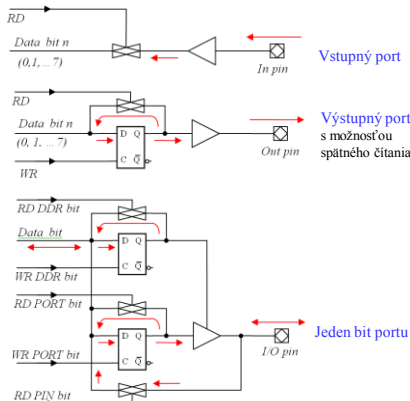 RD
Data bit n
(0,1,... 7)
In pin
Vstupný port
RD
Data bit n
(0, 1, ... 7)
D Q
C Q
WR
Out pin
Výstupný port
s možnosťou
spätného čítania
RD DDR bit
Data bit
D Q
C Q
WR DDR bit
RD PORT bit
D Q
C Q
WR PORT bit
I/O pin
Jeden bit portu
RD PIN bit